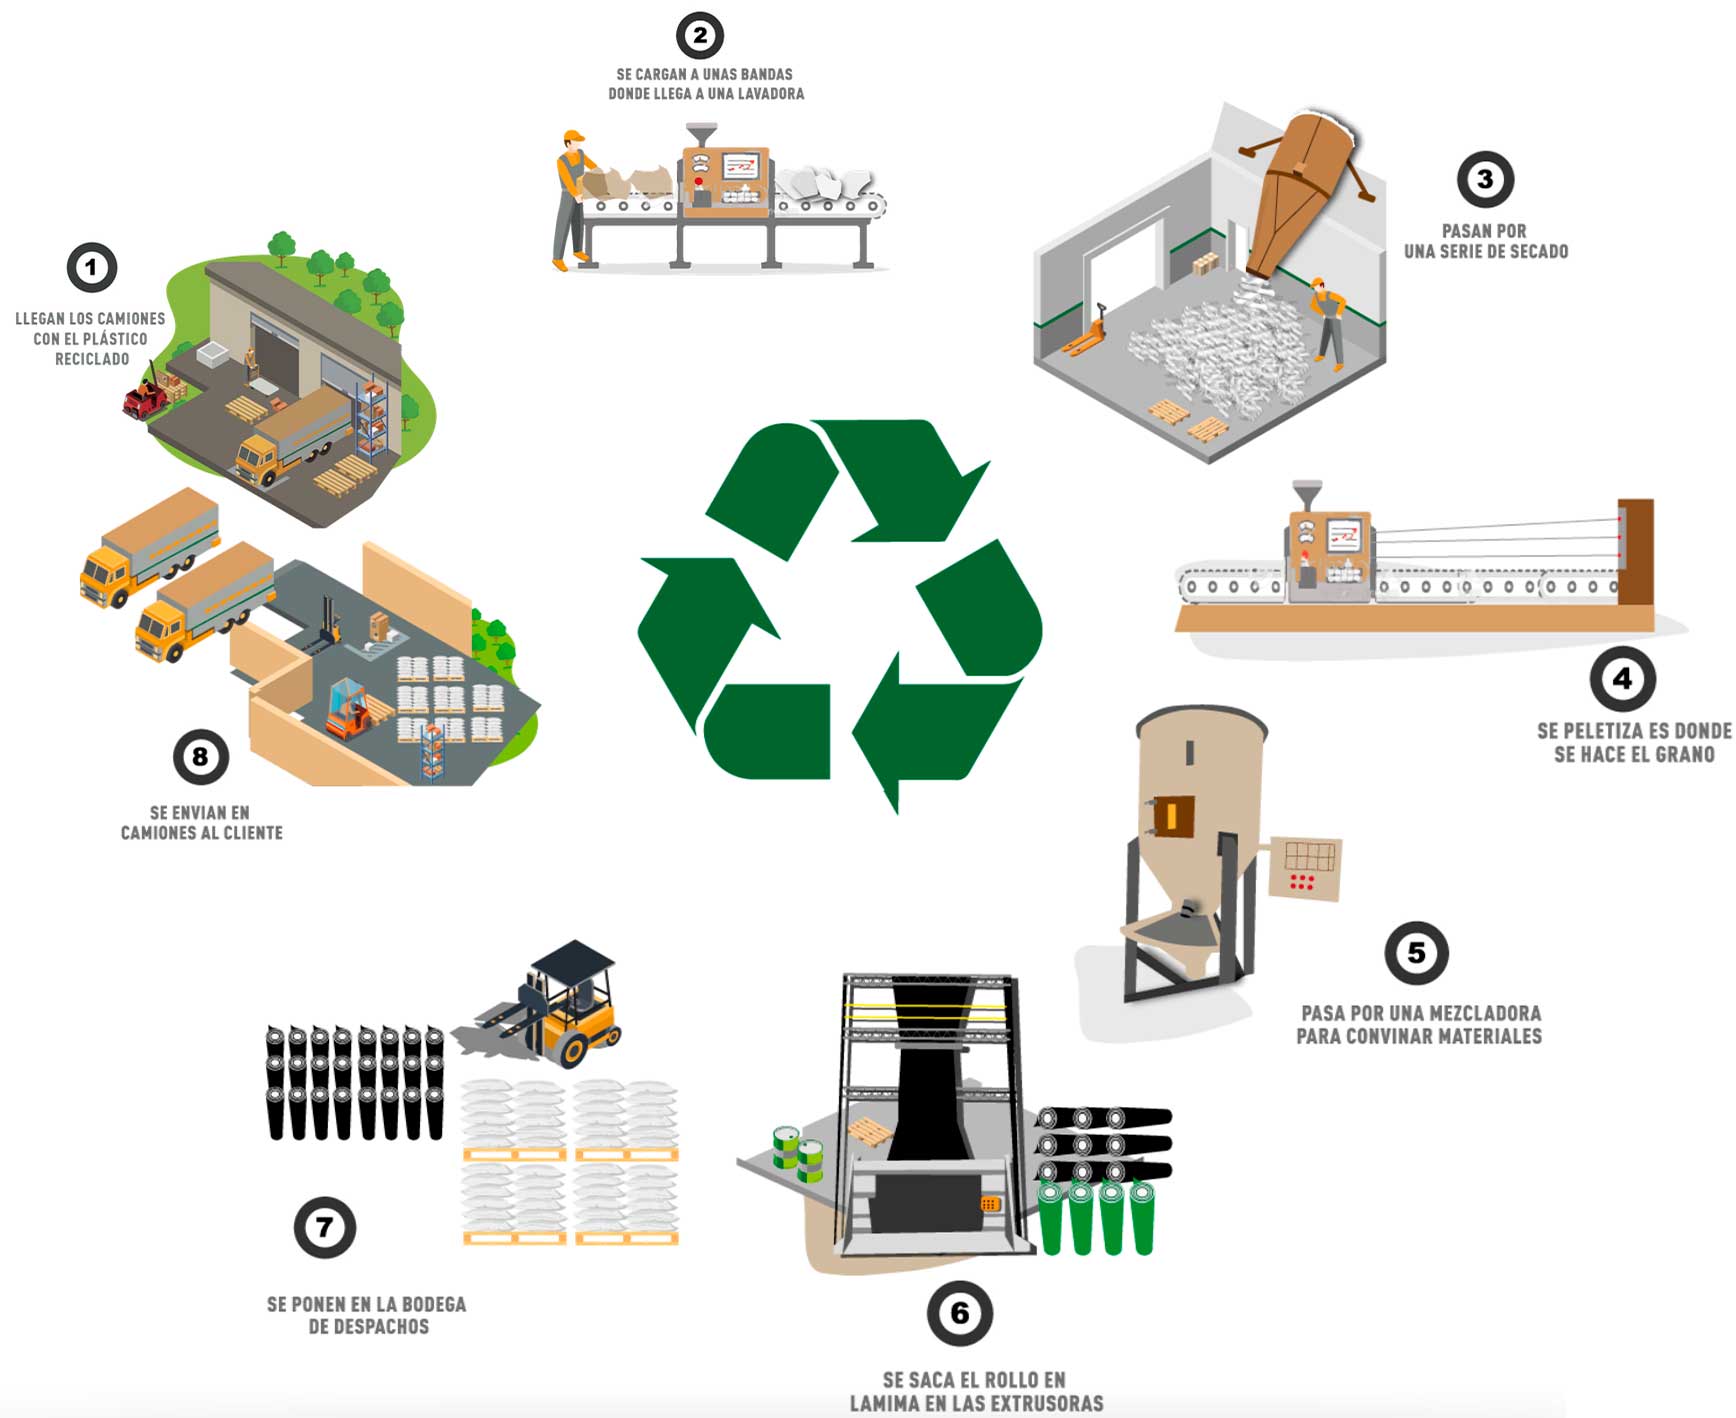 1
LLEGAN LOS CAMIONES
CON EL PLÁSTICO
RECICLADO
2
SE CARGAN A UNAS BANDAS
DONDE LLEGA A UNA LAVADORA
3
PASAN POR
UNA SERIE DE SECADO
4
SE PELETIZA ES DONDE
SE HACE EL GRANO
5
PASA POR UNA MEZCLADORA
PARA CONVINAR MATERIALES
6
SE SACA EL ROLLO EN
LAMIMA EN LAS EXTRUSORAS
7
SE PONEN EN LA BODEGA
DE DESPACHOS
8
SE ENVIAN EN
CAMIONES AL CLIENTE